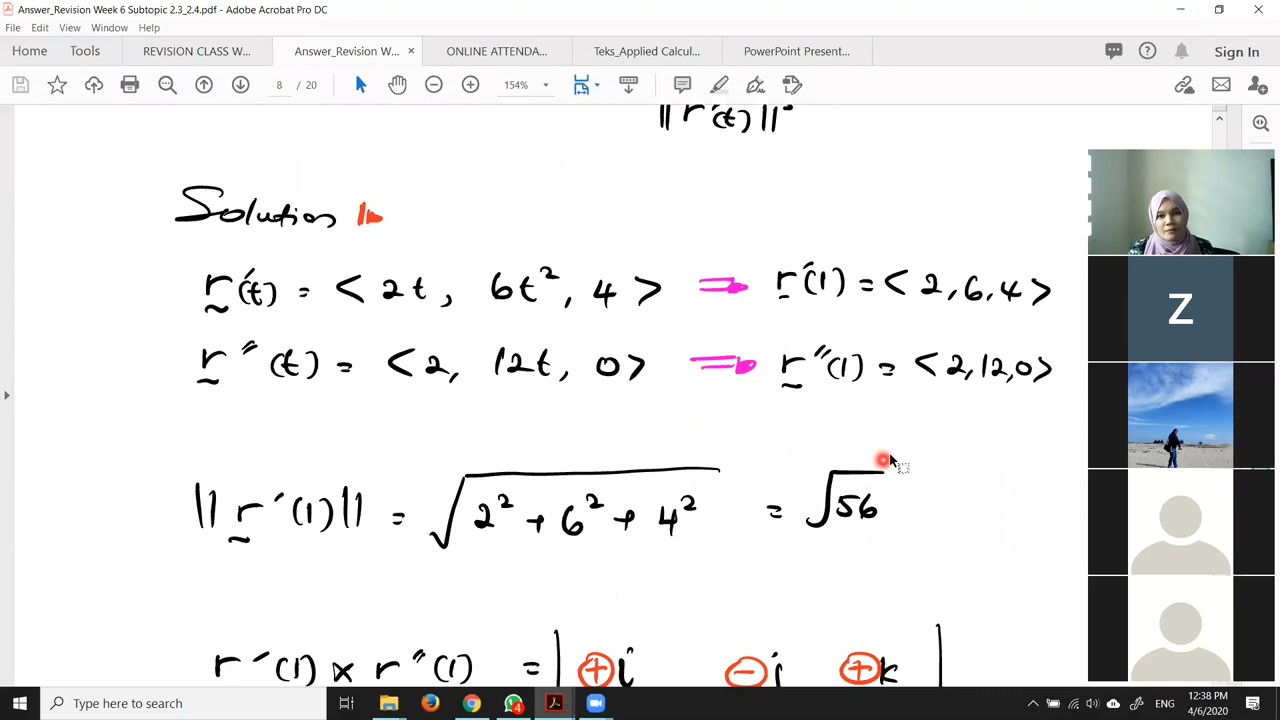 Answer_Revision Week 6 Subtopic 2.3_2.4.pdf - Adobe Acrobat Pro DC
File Edit View Window Help
Home Tools REVISION CLASS W... Answer_Revision W... × ONLINE ATTENDA... Teks_Applied Calcul... PowerPoint Present... Sign In
8 / 20 154%
|| r'(t) ||³
Solution
r'(t) = < 2t, 6t², 4 > ⇒ r'(1) = < 2, 6, 4 >
r"(t) = < 2, 12t, 0 > ⇒ r"(1) = < 2, 12, 0 >
|| r'(1) || = √2² + 6² + 4² = √56
r'(1) × r"(1) = | + i − j + k |
Z
Type here to search
4
ENG
12:38 PM
4/6/2020
3